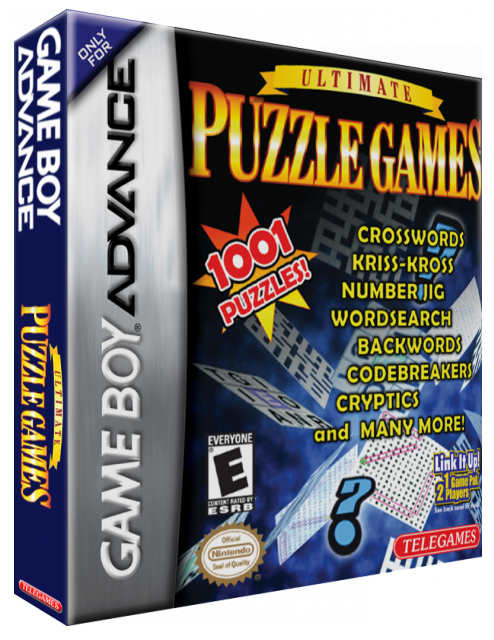 ONLY
FOR
GAME BOY
ADVANCE
ULTIMATE
PUZZLE GAMES
TELEGAMES
GAME BOY ADVANCE
ULTIMATE
PUZZLE GAMES
1001
PUZZLES!
CROSSWORDS
KRISS-KROSS
NUMBER JIG
WORDSEARCH
BACKWORDS
CODEBREAKERS
CRYPTICS
and MANY MORE!
EVERYONE
E
CONTENT RATED BY
ESRB
Official
Nintendo
Seal of Quality
Link It Up!
1 Game Pak
2 Players
TELEGAMES